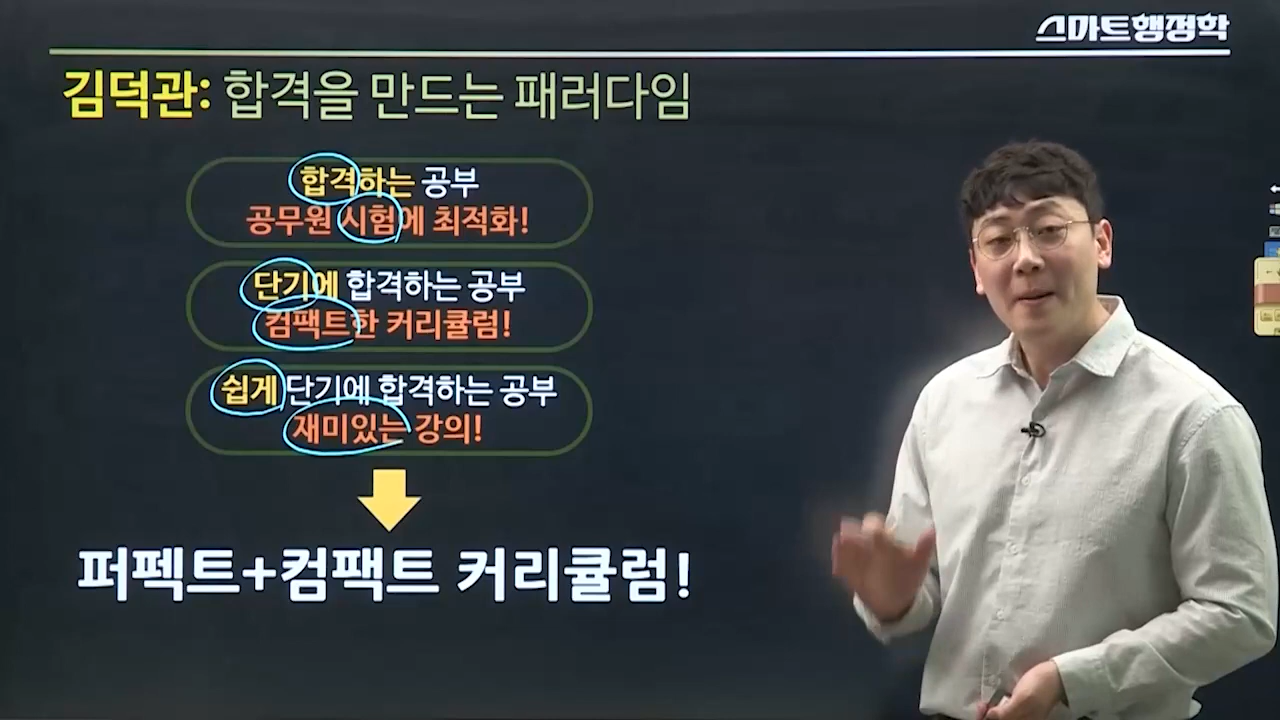 스마트행정학
김덕관: 합격을 만드는 패러다임
합격하는 공부
공무원 시험에 최적화!
단기에 합격하는 공부
컴팩트한 커리큘럼!
쉽게 단기에 합격하는 공부
재미있는 강의!
퍼펙트+컴팩트 커리큘럼!